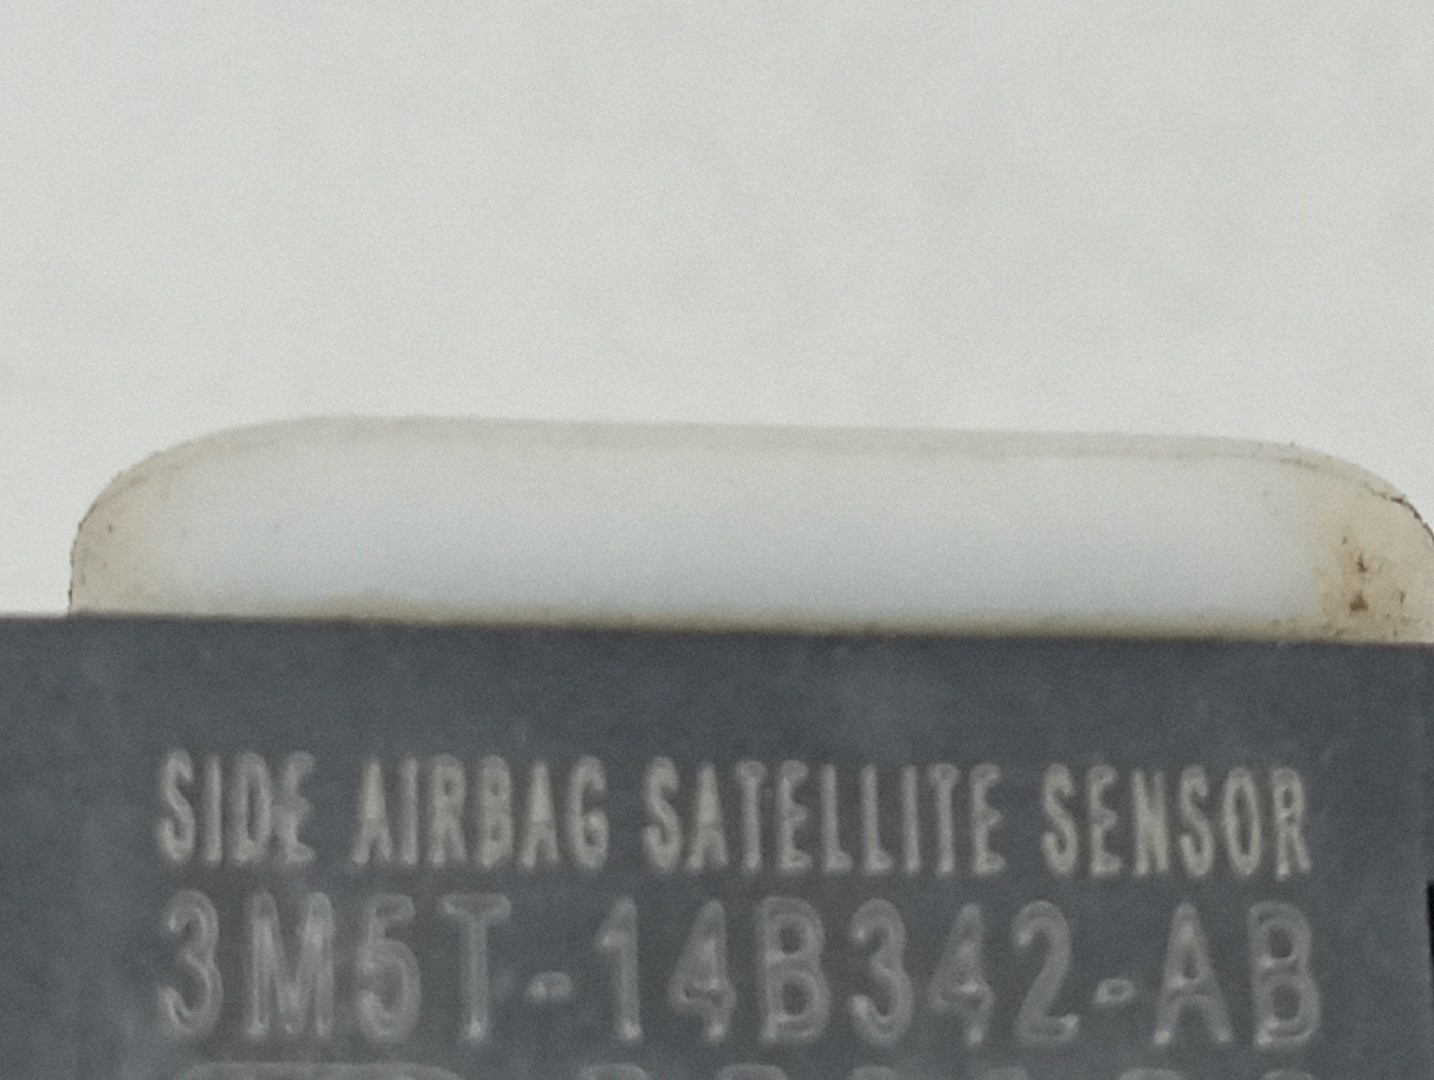 SIDE AIRBAG SATELLITE SENSOR
3M5T-14B342-AB